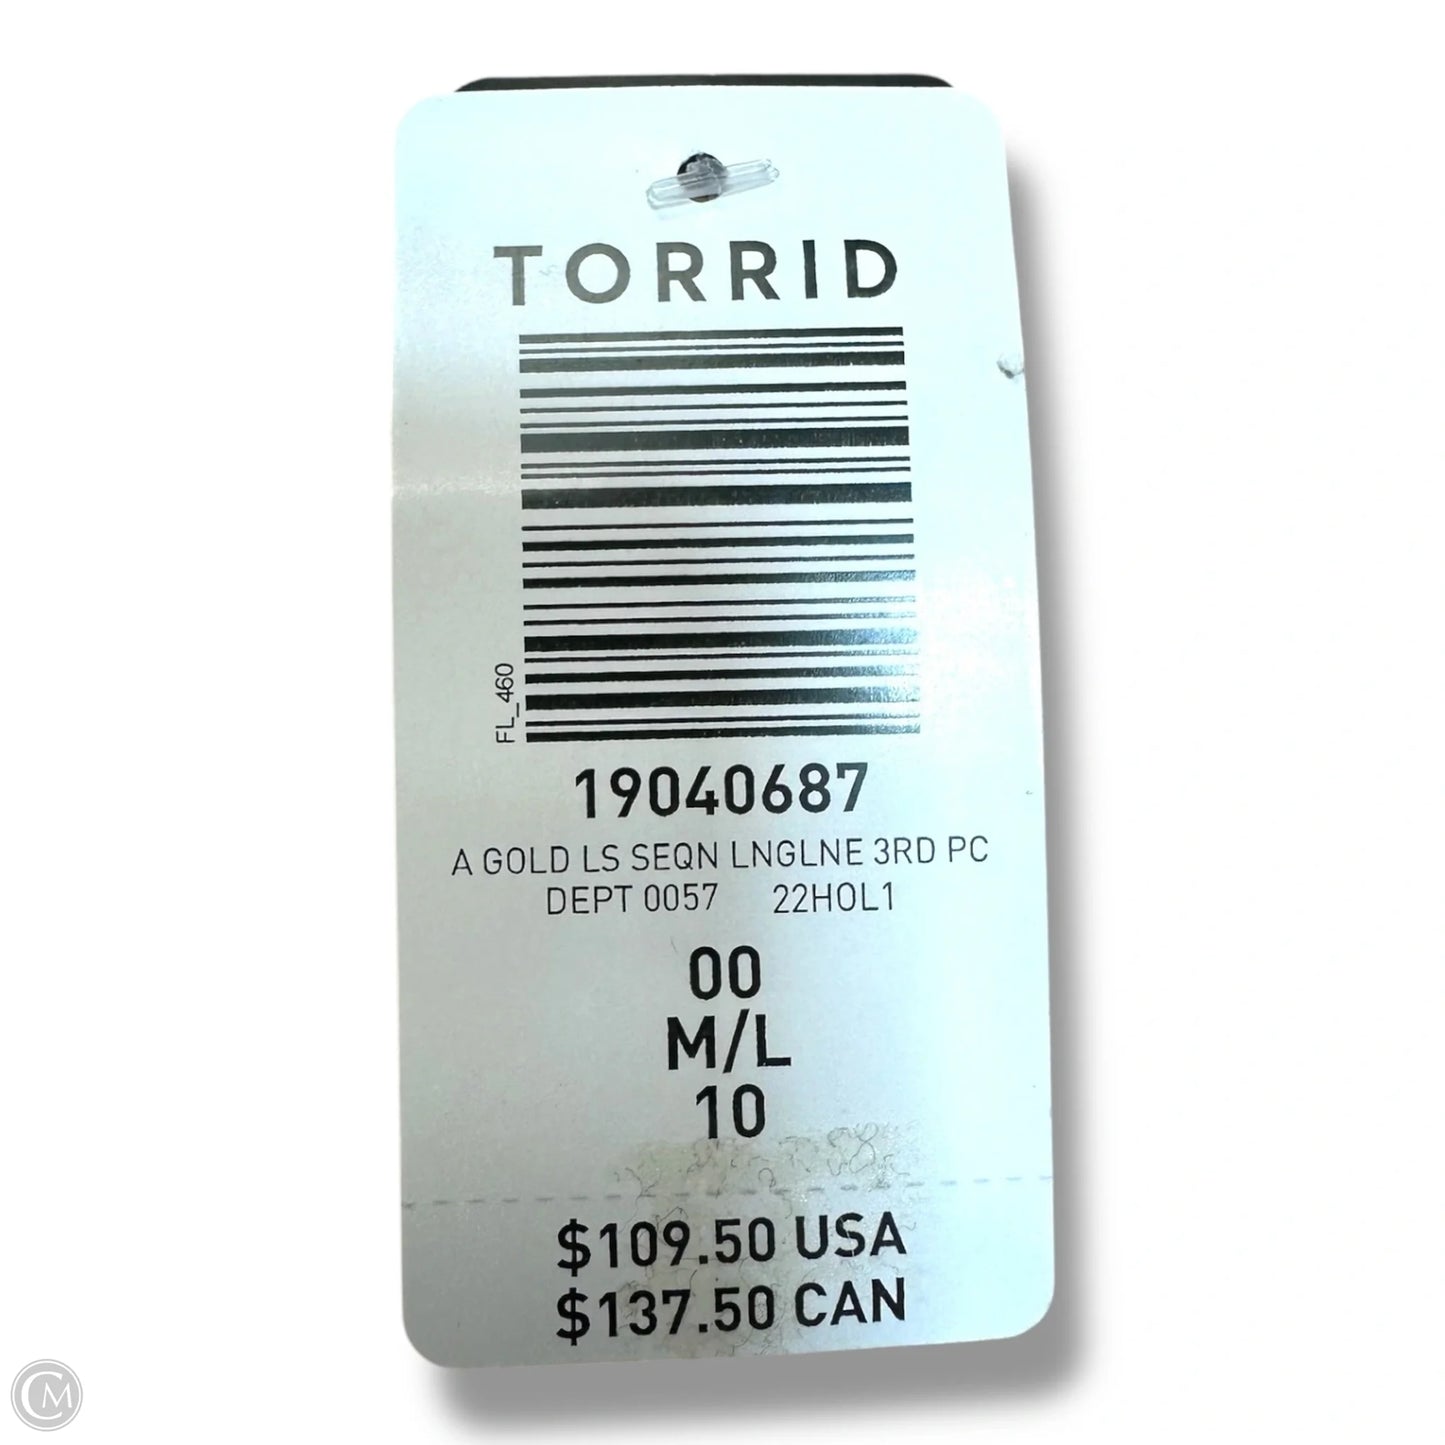 TORRID
FL_460
19040687
A GOLD LS SEQN LNGLNE 3RD PC
DEPT 0057 22HOL1
00
M/L
10
$109.50 USA
$137.50 CAN
CM